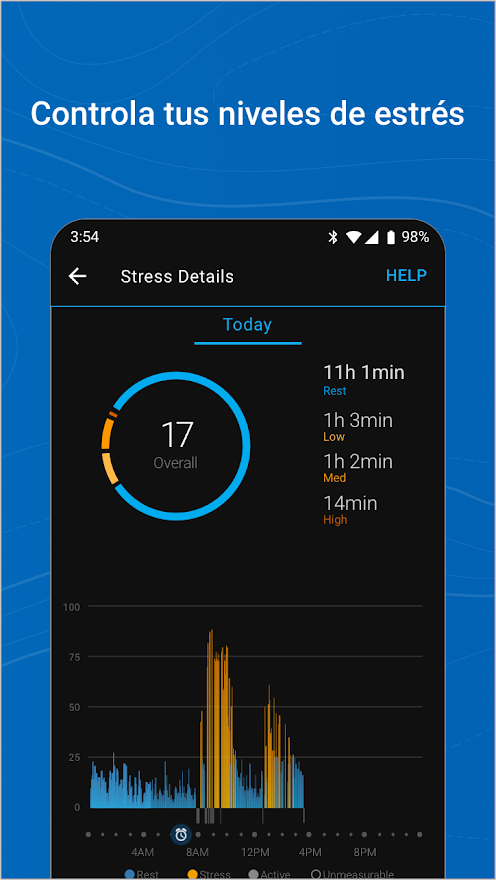 Controla tus niveles de estrés
3:54
98%
Stress Details
HELP
Today
17
Overall
11h 1min
Rest
1h 3min
Low
1h 2min
Med
14min
High
100
75
50
25
0
4AM 8AM 12PM 4PM 8PM
Rest Stress Active Unmeasurable